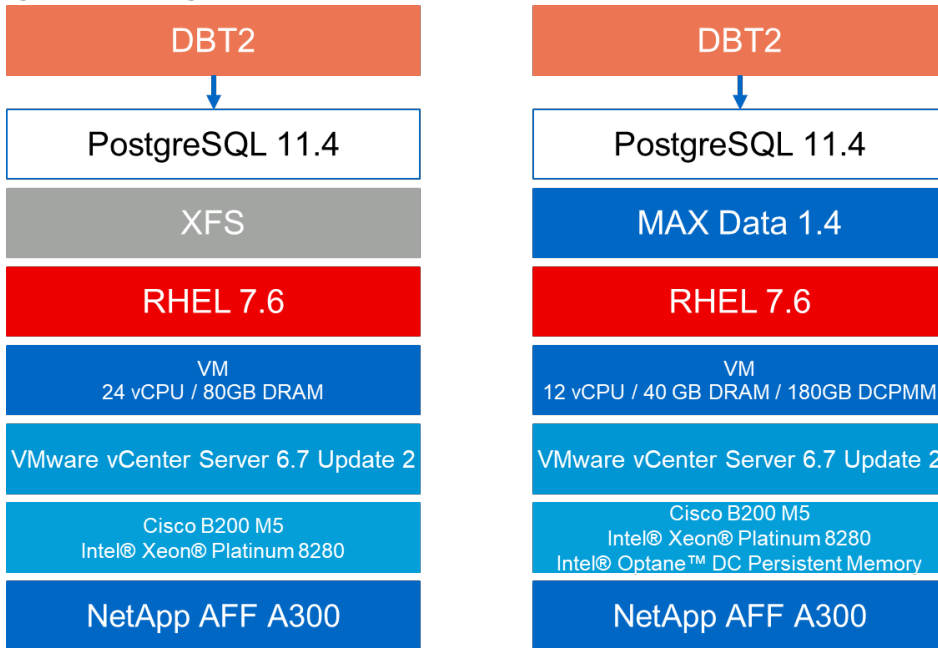 DBT2
PostgreSQL 11.4
XFS
RHEL 7.6
VM
24 vCPU / 80GB DRAM
VMware vCenter Server 6.7 Update 2
Cisco B200 M5
Intel® Xeon® Platinum 8280
NetApp AFF A300
DBT2
PostgreSQL 11.4
MAX Data 1.4
RHEL 7.6
VM
12 vCPU / 40 GB DRAM / 180GB DCPMM
VMware vCenter Server 6.7 Update 2
Cisco B200 M5
Intel® Xeon® Platinum 8280
Intel® Optane™ DC Persistent Memory
NetApp AFF A300